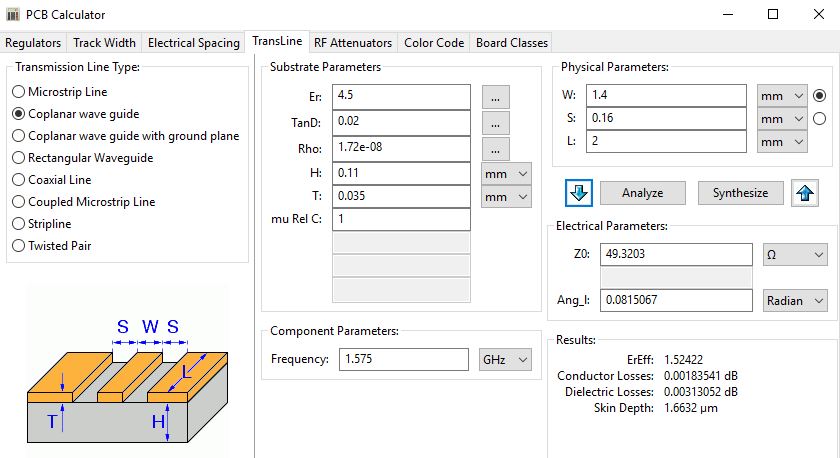 PCB Calculator
Regulators Track Width Electrical Spacing TransLine RF Attenuators Color Code Board Classes
Transmission Line Type:
Microstrip Line
Coplanar wave guide
Coplanar wave guide with ground plane
Rectangular Waveguide
Coaxial Line
Coupled Microstrip Line
Stripline
Twisted Pair
S W S
L
T H
Substrate Parameters
Er: 4.5 ...
TanD: 0.02 ...
Rho: 1.72e-08 ...
H: 0.11 mm
T: 0.035 mm
mu Rel C: 1
Component Parameters:
Frequency: 1.575 GHz
Physical Parameters:
W: 1.4 mm
S: 0.16 mm
L: 2 mm
Analyze Synthesize
Electrical Parameters:
Z0: 49.3203 Ω
Ang_l: 0.0815067 Radian
Results:
ErEff: 1.52422
Conductor Losses: 0.00183541 dB
Dielectric Losses: 0.00313052 dB
Skin Depth: 1.6632 µm